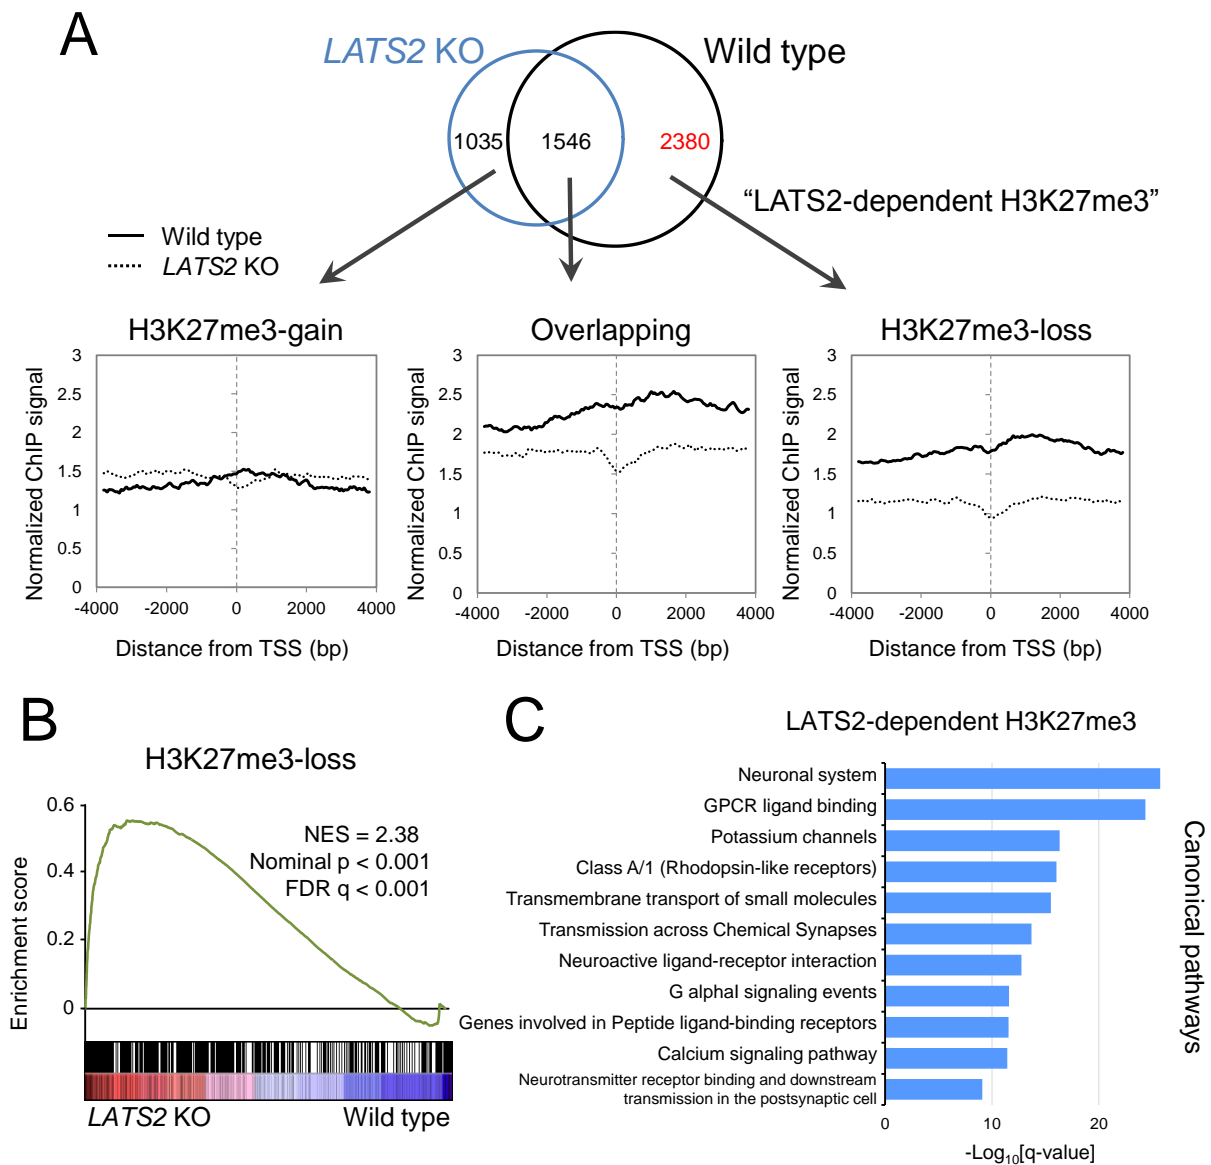 A
LATS2 KO
Wild type
1035
1546
2380
“LATS2-dependent H3K27me3”
Wild type
LATS2 KO
H3K27me3-gain
Normalized ChIP signal
3
2.5
2
1.5
1
0.5
0
-4000
-2000
0
2000
4000
Distance from TSS (bp)
Overlapping
Normalized ChIP signal
3
2.5
2
1.5
1
0.5
0
-4000
-2000
0
2000
4000
Distance from TSS (bp)
H3K27me3-loss
Normalized ChIP signal
3
2.5
2
1.5
1
0.5
0
-4000
-2000
0
2000
4000
Distance from TSS (bp)
B
H3K27me3-loss
Enrichment score
0.6
0.4
0.2
0
NES = 2.38
Nominal p < 0.001
FDR q < 0.001
LATS2 KO
Wild type
C
LATS2-dependent H3K27me3
Neuronal system
GPCR ligand binding
Potassium channels
Class A/1 (Rhodopsin-like receptors)
Transmembrane transport of small molecules
Transmission across Chemical Synapses
Neuroactive ligand-receptor interaction
G alphaI signaling events
Genes involved in Peptide ligand-binding receptors
Calcium signaling pathway
Neurotransmitter receptor binding and downstream
transmission in the postsynaptic cell
0
10
20
-Log10[q-value]
Canonical pathways